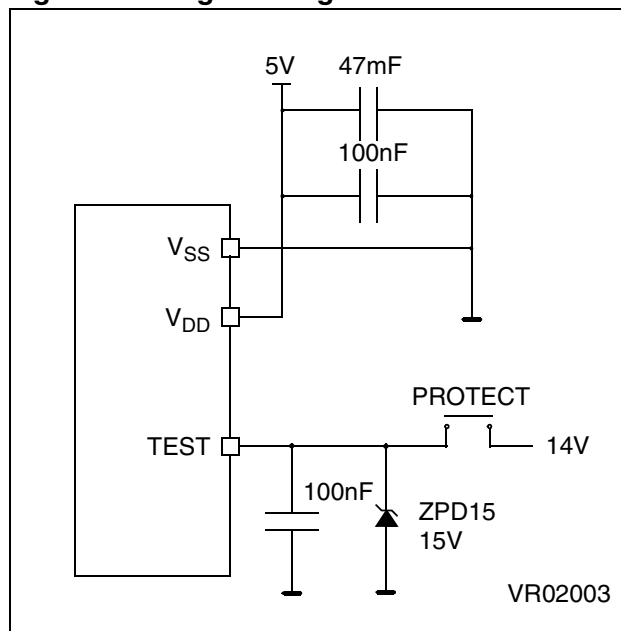 5V 47mF
100nF
VSS
VDD
PROTECT
TEST 14V
100nF ZPD15
15V
VR02003